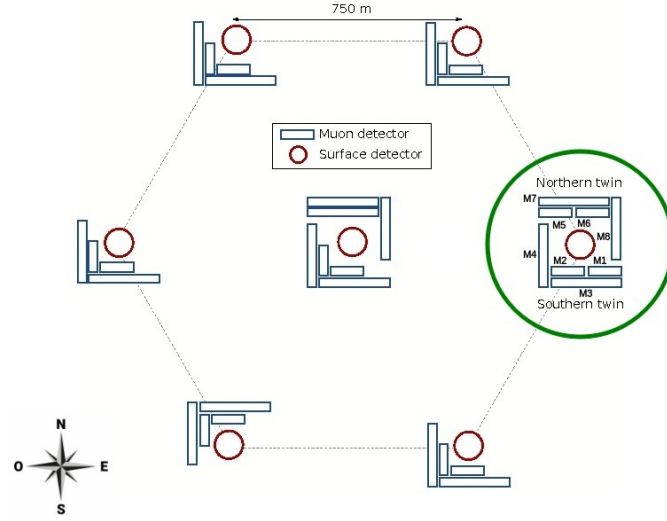 750 m
Muon detector
Surface detector
Northern twin
M7
M5
M6
M8
M4
M2
M1
M3
Southern twin
N
O
E
S